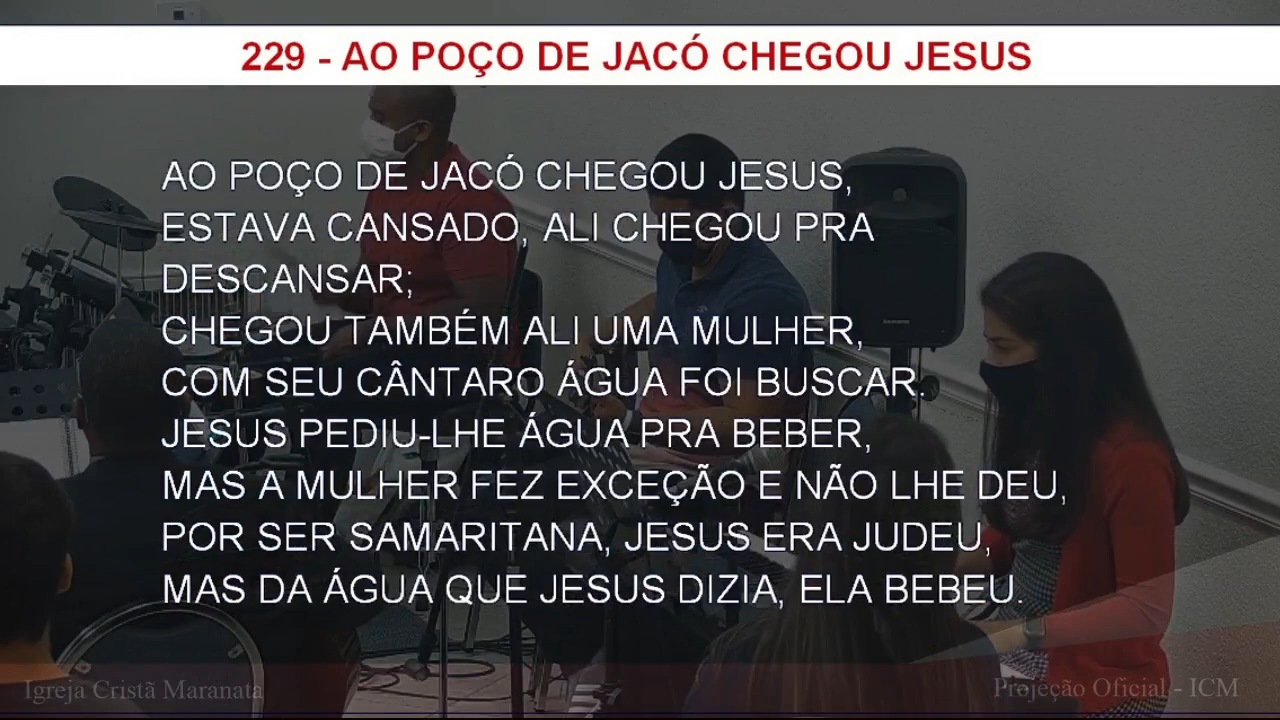 229 - AO POÇO DE JACÓ CHEGOU JESUS
AO POÇO DE JACÓ CHEGOU JESUS,
ESTAVA CANSADO, ALI CHEGOU PRA
DESCANSAR;
CHEGOU TAMBÉM ALI UMA MULHER,
COM SEU CÂNTARO ÁGUA FOI BUSCAR.
JESUS PEDIU-LHE ÁGUA PRA BEBER,
MAS A MULHER FEZ EXCEÇÃO E NÃO LHE DEU,
POR SER SAMARITANA, JESUS ERA JUDEU,
MAS DA ÁGUA QUE JESUS DIZIA, ELA BEBEU.
Igreja Cristã Maranata
Projeção Oficial - ICM